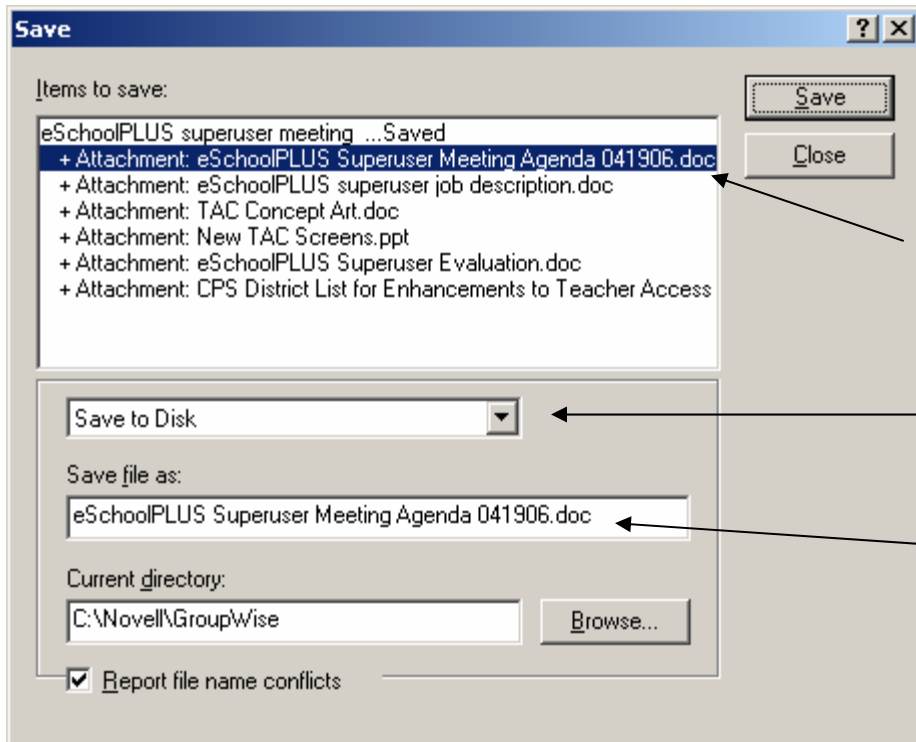 Save
Items to save:
Save
eSchoolPLUS superuser meeting ...Saved
+ Attachment: eSchoolPLUS Superuser Meeting Agenda 041906.doc
Close
+ Attachment: eSchoolPLUS superuser job description.doc
+ Attachment: TAC Concept Art.doc
+ Attachment: New TAC Screens.ppt
+ Attachment: eSchoolPLUS Superuser Evaluation.doc
+ Attachment: CPS District List for Enhancements to Teacher Access
Save to Disk
Save file as:
eSchoolPLUS Superuser Meeting Agenda 041906.doc
Current directory:
C:\Novell\GroupWise
Browse...
Report file name conflicts